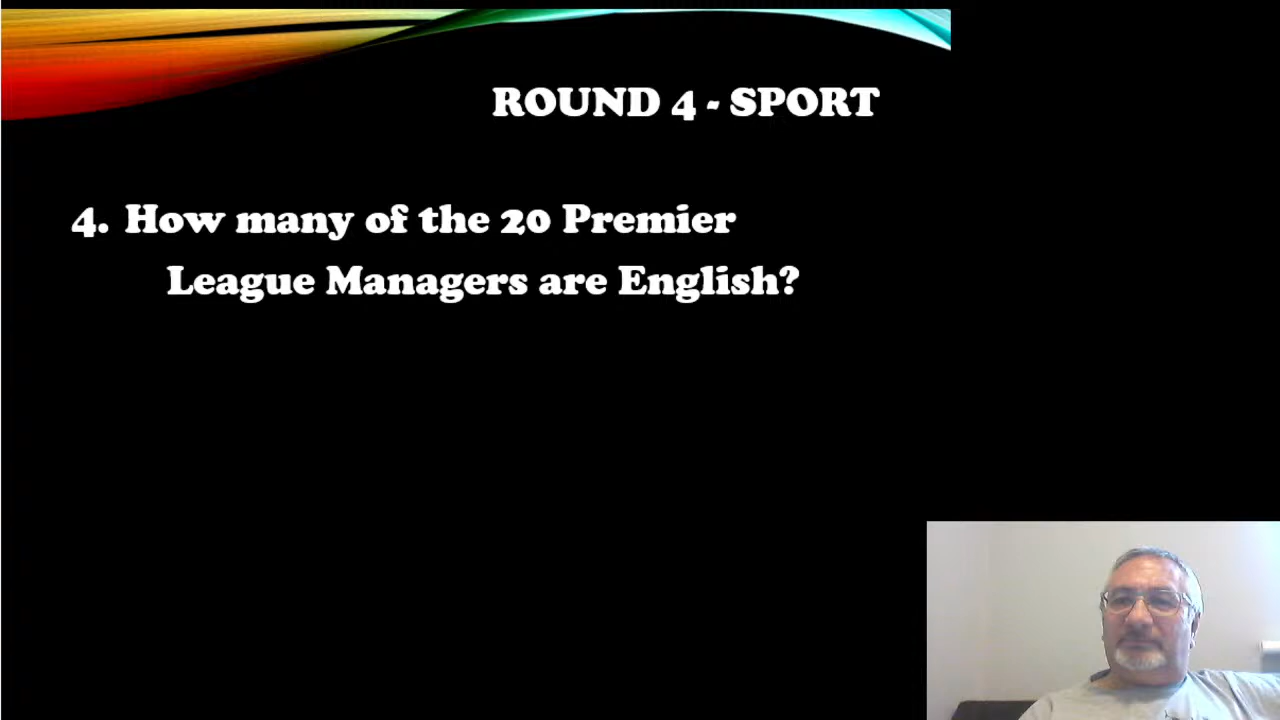 ROUND 4 - SPORT
4. How many of the 20 Premier
League Managers are English?